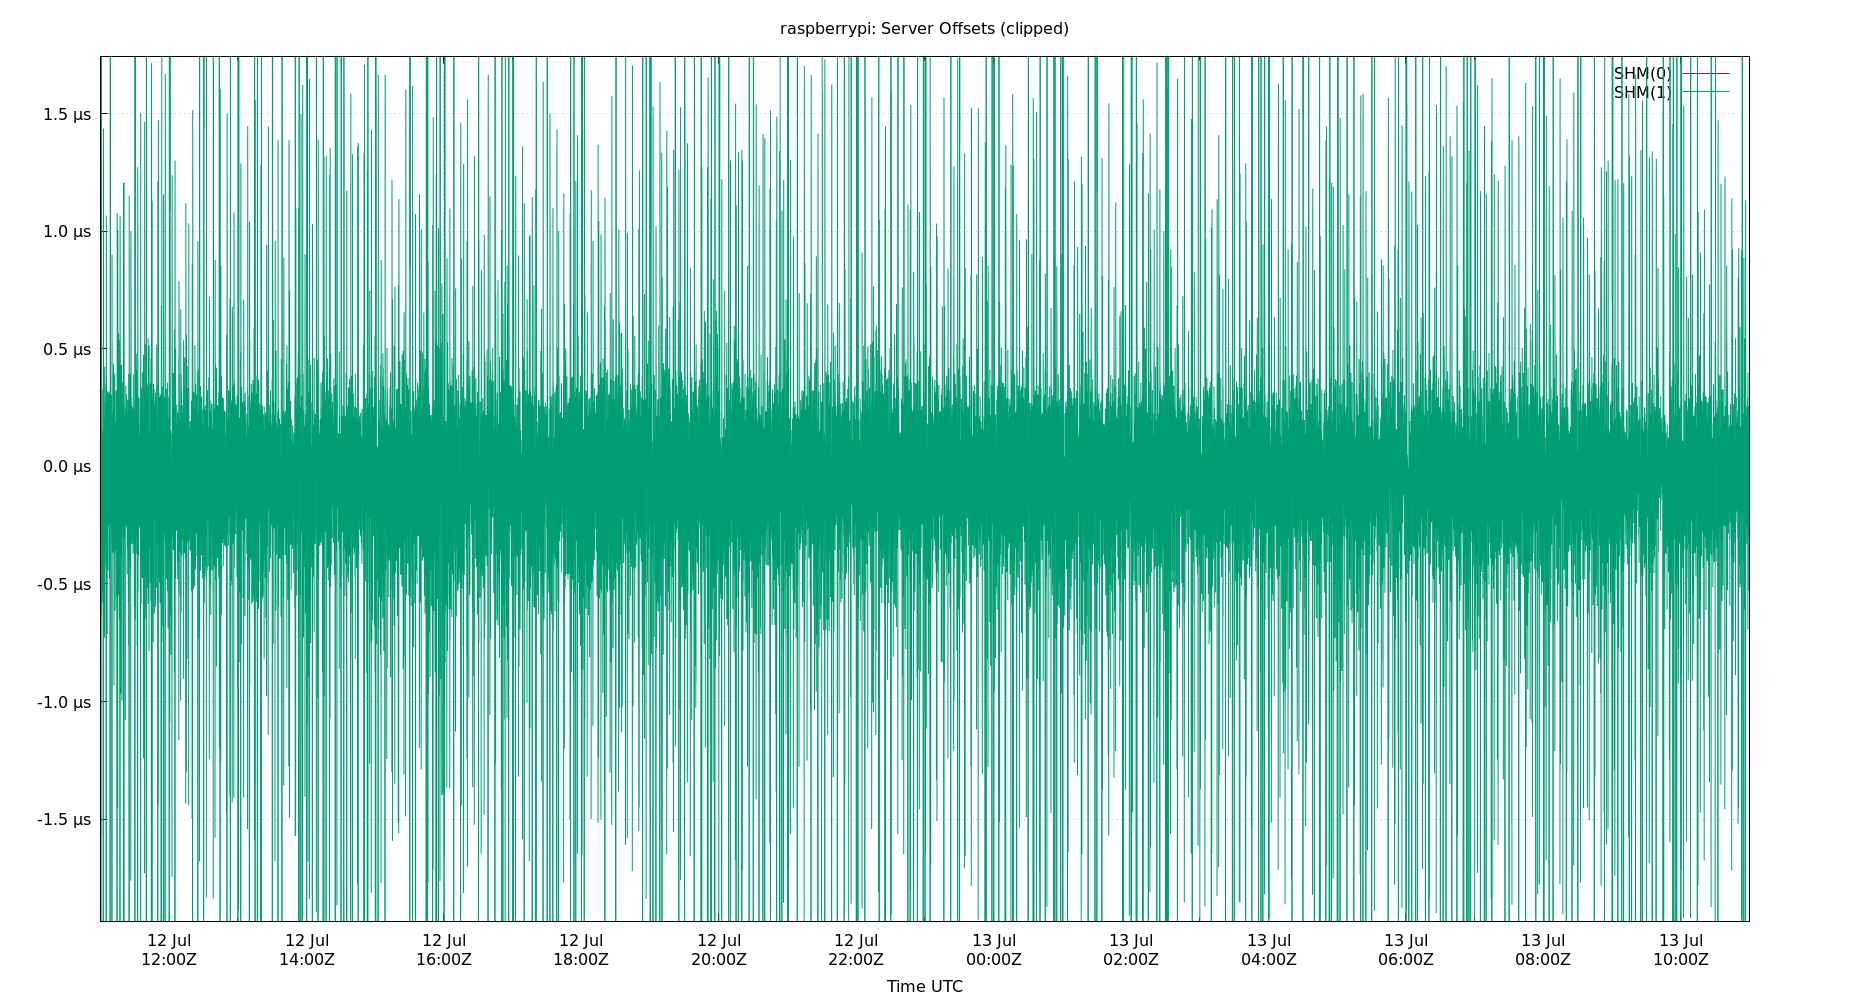 raspberrypi: Server Offsets (clipped)
SHM(0)
SHM(1)
1.5 µs
1.0 µs
0.5 µs
0.0 µs
-0.5 µs
-1.0 µs
-1.5 µs
12 Jul 12 Jul 12 Jul 12 Jul 12 Jul 12 Jul 13 Jul 13 Jul 13 Jul 13 Jul 13 Jul 13 Jul
12:00Z 14:00Z 16:00Z 18:00Z 20:00Z 22:00Z 00:00Z 02:00Z 04:00Z 06:00Z 08:00Z 10:00Z
Time UTC